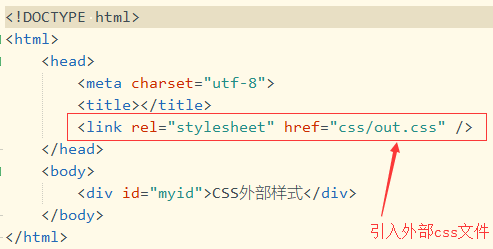 <!DOCTYPE html>
<html>
<head>
<meta charset="utf-8">
<title></title>
<link rel="stylesheet" href="css/out.css" />
</head>
<body>
<div id="myid">CSS外部样式</div>
</body>
</html>
引入外部css文件